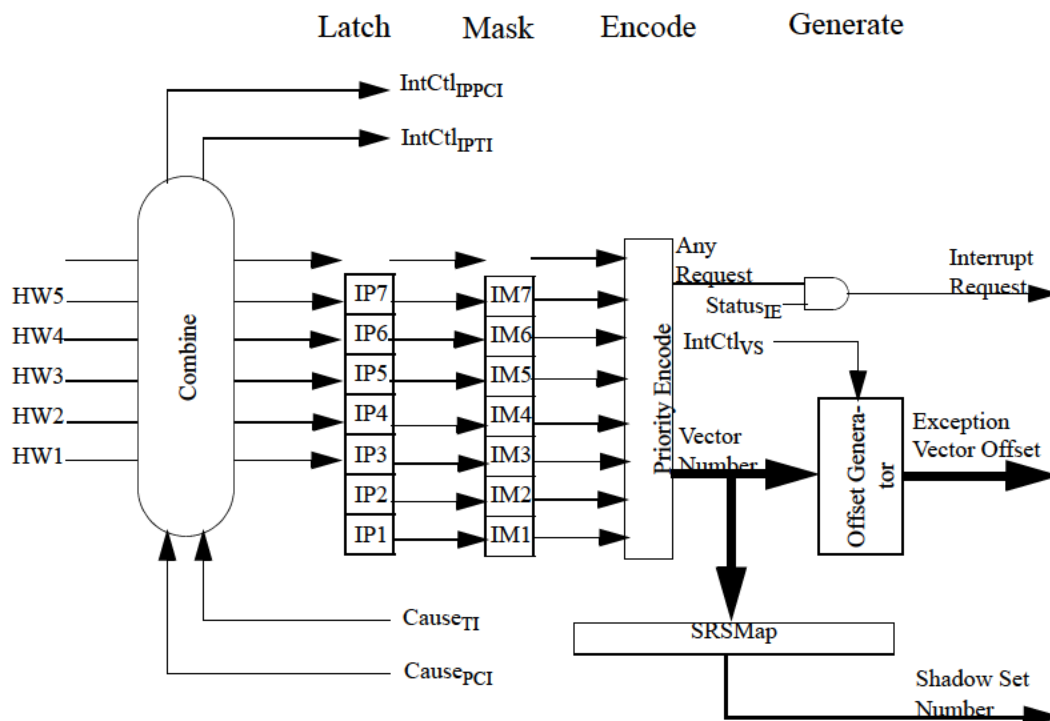 Latch Mask Encode Generate
IntCtlIPPCI
IntCtlIPTI
Any
Request
Interrupt
Request
StatusIE
HW5
HW4
HW3
HW2
HW1
Combine
IP7
IP6
IP5
IP4
IP3
IP2
IP1
IM7
IM6
IM5
IM4
IM3
IM2
IM1
Priority Encode
IntCtlVS
Vector
Number
Offset Genera-
tor
Exception
Vector Offset
CauseTI
CausePCI
SRSMap
Shadow Set
Number